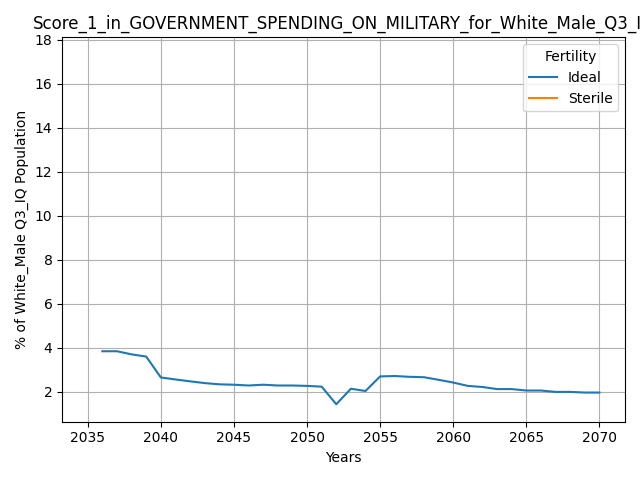 Score_1_in_GOVERNMENT_SPENDING_ON_MILITARY_for_White_Male_Q3_I
Fertility
Ideal
Sterile
% of White_Male Q3_IQ Population
18
16
14
12
10
8
6
4
2
2035 2040 2045 2050 2055 2060 2065 2070
Years